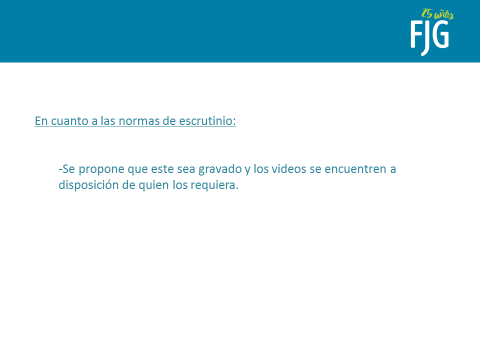 25 años
FJG
En cuanto a las normas de escrutinio:
-Se propone que este sea gravado y los videos se encuentren a
disposición de quien los requiera.